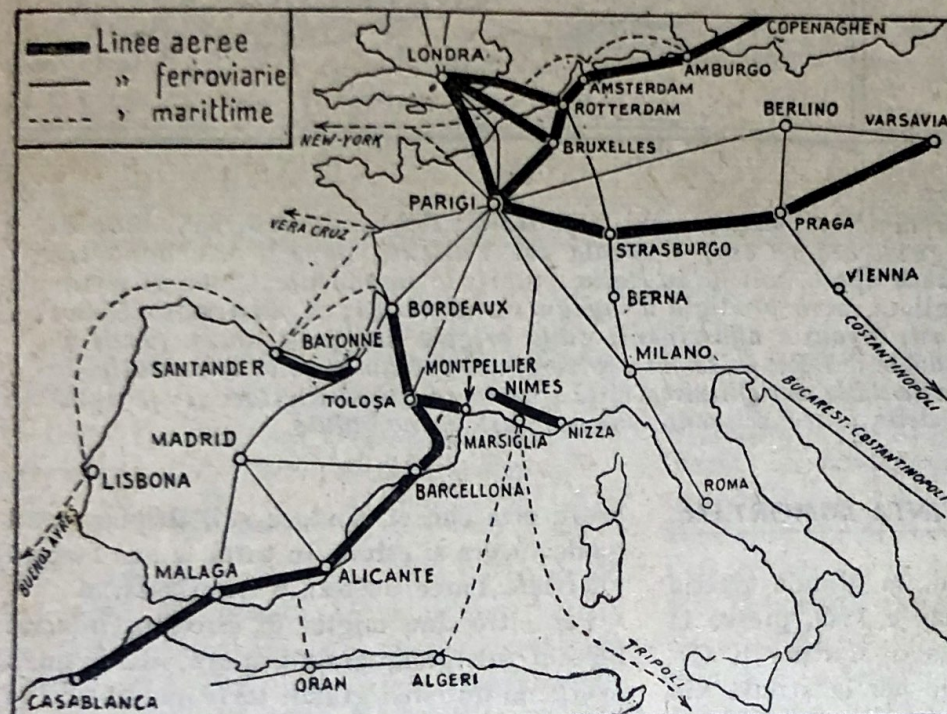 Linee aeree
" ferroviarie
" marittime
COPENAGHEN
LONDRA
AMBURGO
AMSTERDAM
ROTTERDAM
BERLINO
VARSAVIA
NEW-YORK
BRUXELLES
PARIGI
VERA CRUZ
PRAGA
STRASBURGO
VIENNA
BERNA
BORDEAUX
COSTANTINOPOLI
BAYONNE
MILANO
SANTANDER
MONTPELLIER
NIMES
BUCAREST-COSTANTINOPOLI
TOLOSA
MADRID
MARSIGLIA
NIZZA
LISBONA
BARCELLONA
ROMA
BUENOS AYRES
MALAGA
ALICANTE
TRIPOLI
ORAN
ALGERI
CASABLANCA